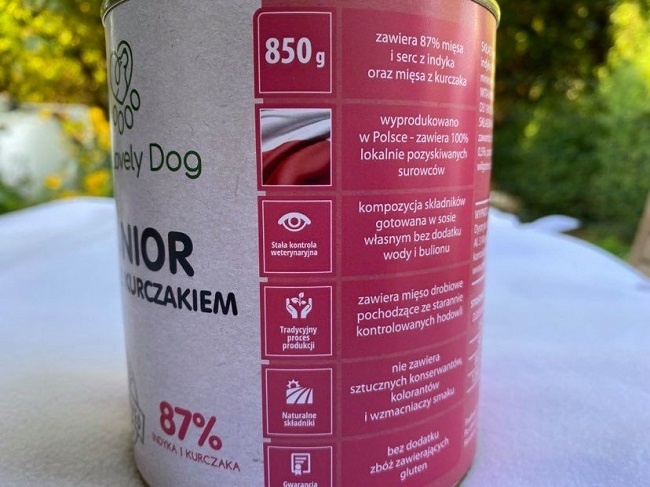 Dog
NIOR
KURCZAKIEM
87%
INDYKA I KURCZAKA
850 g
zawiera 87% mięsa
i serc z indyka
oraz mięsa z kurczaka
wyprodukowano
w Polsce - zawiera 100%
lokalnie pozyskiwanych
surowców
Stała kontrola
weterynaryjna
kompozycja składników
gotowana w sosie
własnym bez dodatku
wody i bulionu
Tradycyjny
proces
produkcji
zawiera mięso drobiowe
pochodzące ze starannie
kontrolowanych hodowli
Naturalne
składniki
nie zawiera
sztucznych konserwantów,
kolorantów
i wzmacniaczy smaku
Gwarancja
bez dodatku
zbóż zawierających
gluten